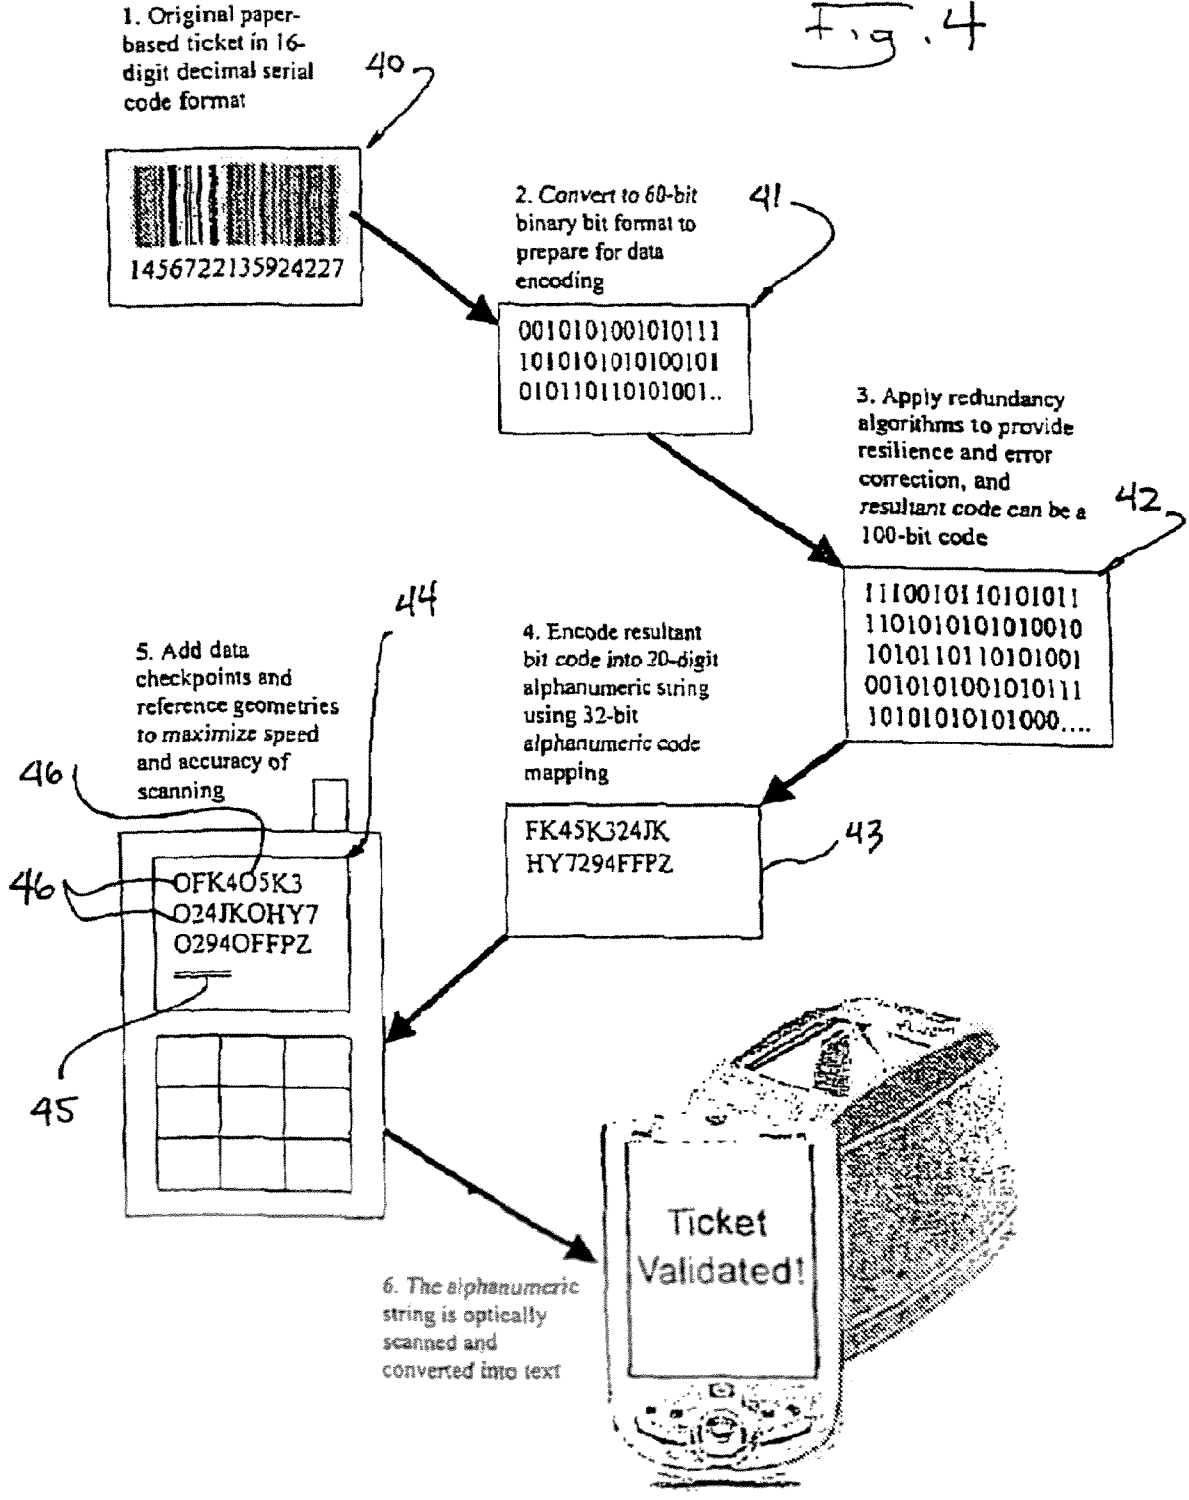 Fig. 4
1. Original paper-
based ticket in 16-
digit decimal serial
code format
40
1456722135924227
2. Convert to 60-bit
binary bit format to
prepare for data
encoding
41
0010101001010111
1010101010100101
010110110101001..
3. Apply redundancy
algorithms to provide
resilience and error
correction, and
resultant code can be a
100-bit code
42
1110010110101011
1101010101010010
1010110110101001
0010101001010111
10101010101000....
4. Encode resultant
bit code into 20-digit
alphanumeric string
using 32-bit
alphanumeric code
mapping
43
FK45K324JK
HY7294FFPZ
5. Add data
checkpoints and
reference geometries
to maximize speed
and accuracy of
scanning
44
46
46
OFK4O5K3
O24JKOHY7
O294OFFPZ
45
6. The alphanumeric
string is optically
scanned and
converted into text
Ticket
Validated!